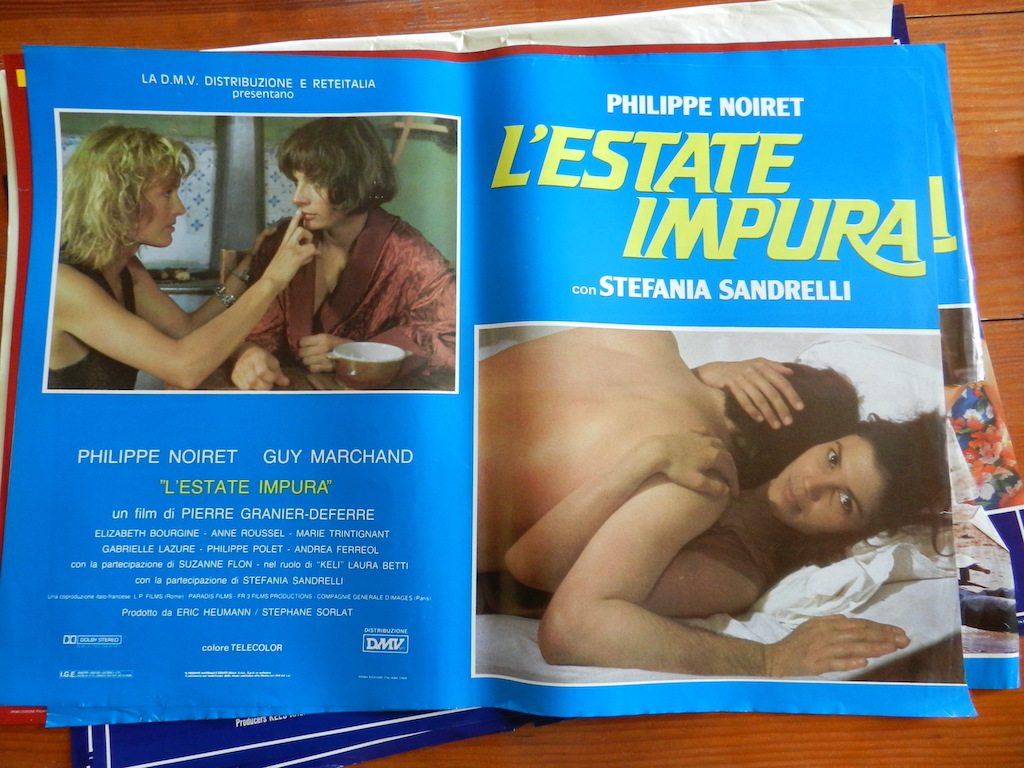 LA D.M.V. DISTRIBUZIONE E RETEITALIA
presentano
PHILIPPE NOIRET
L'ESTATE
IMPURA
con STEFANIA SANDRELLI
PHILIPPE NOIRET GUY MARCHAND
"L'ESTATE IMPURA"
un film di PIERRE GRANIER-DEFERRE
ELIZABETH BOURGINE - ANNE ROUSSEL - MARIE TRINTIGNANT
GABRIELLE LAZURE - PHILIPPE POLET - ANDREA FERREOL
con la partecipazione di SUZANNE FLON - nel ruolo di "KELI" LAURA BETTI
con la partecipazione di STEFANIA SANDRELLI
Una coproduzione italo-francese: L.P. FILMS (Roma) PARADIS FILMS - FR 3 FILMS PRODUCTIONS - COMPAGNIE GENERALE D'IMAGES (Paris)
Prodotto da ERIC HEUMANN / STEPHANE SORLAT
DOLBY STEREO
colore TELECOLOR
DISTRIBUZIONE
DMV
I.G.E.
Producers